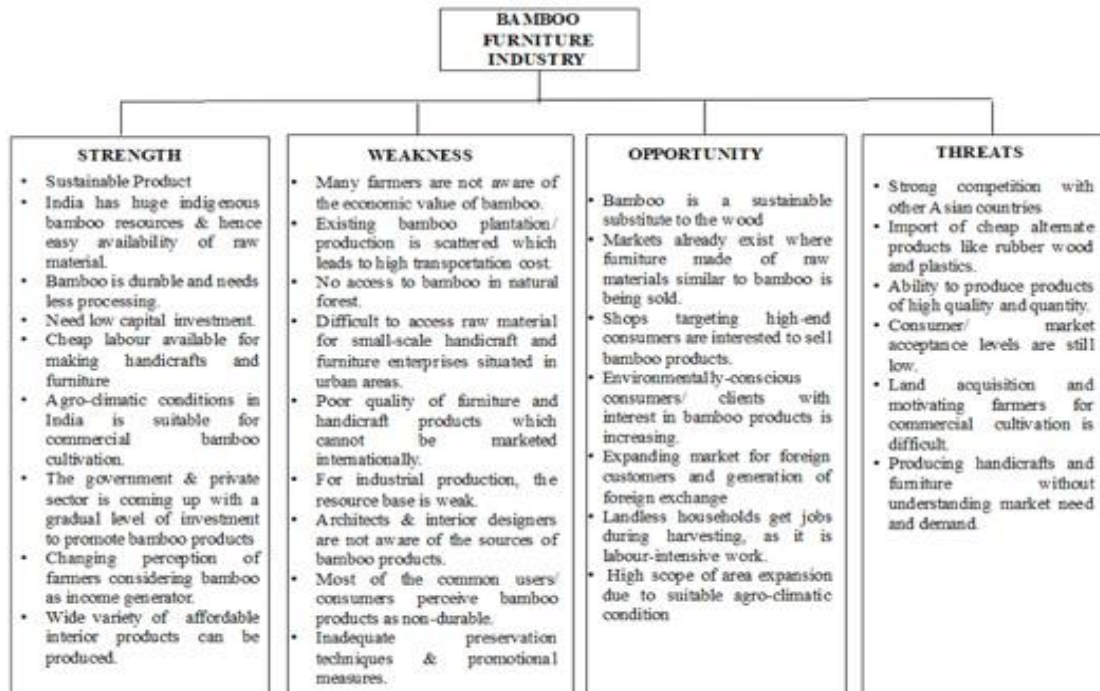 BAMBOO
FURNITURE
INDUSTRY
STRENGTH
• Sustainable Product
• India has huge indigenous
bamboo resources & hence
easy availability of raw
material.
• Bamboo is durable and needs
less processing.
• Need low capital investment.
• Cheap labour available for
making handicrafts and
furniture
• Agro-climatic conditions in
India is suitable for
commercial bamboo
cultivation.
• The government & private
sector is coming up with a
gradual level of investment
to promote bamboo products
• Changing perception of
farmers considering bamboo
as income generator.
• Wide variety of affordable
interior products can be
produced.
WEAKNESS
• Many farmers are not aware of
the economic value of bamboo.
• Existing bamboo plantation/
production is scattered which
leads to high transportation cost.
• No access to bamboo in natural
forest.
• Difficult to access raw material
for small-scale handicraft and
furniture enterprises situated in
urban areas.
• Poor quality of furniture and
handicraft products which
cannot be marketed
internationally.
• For industrial production, the
resource base is weak.
• Architects & interior designers
are not aware of the sources of
bamboo products.
• Most of the common users/
consumers perceive bamboo
products as non-durable.
• Inadequate preservation
techniques & promotional
measures.
OPPORTUNITY
• Bamboo is a sustainable
substitute to the wood
• Markets already exist where
furniture made of raw
materials similar to bamboo is
being sold.
• Shops targeting high-end
consumers are interested to sell
bamboo products.
• Environmentally-conscious
consumers/ clients with
interest in bamboo products is
increasing.
• Expanding market for foreign
customers and generation of
foreign exchange
• Landless households get jobs
during harvesting, as it is
labour-intensive work.
• High scope of area expansion
due to suitable agro-climatic
condition
THREATS
• Strong competition with
other Asian countries
• Import of cheap alternate
products like rubber wood
and plastics.
• Ability to produce products
of high quality and quantity.
• Consumer/ market
acceptance levels are still
low.
• Land acquisition and
motivating farmers for
commercial cultivation is
difficult.
• Producing handicrafts and
furniture without
understanding market need
and demand.